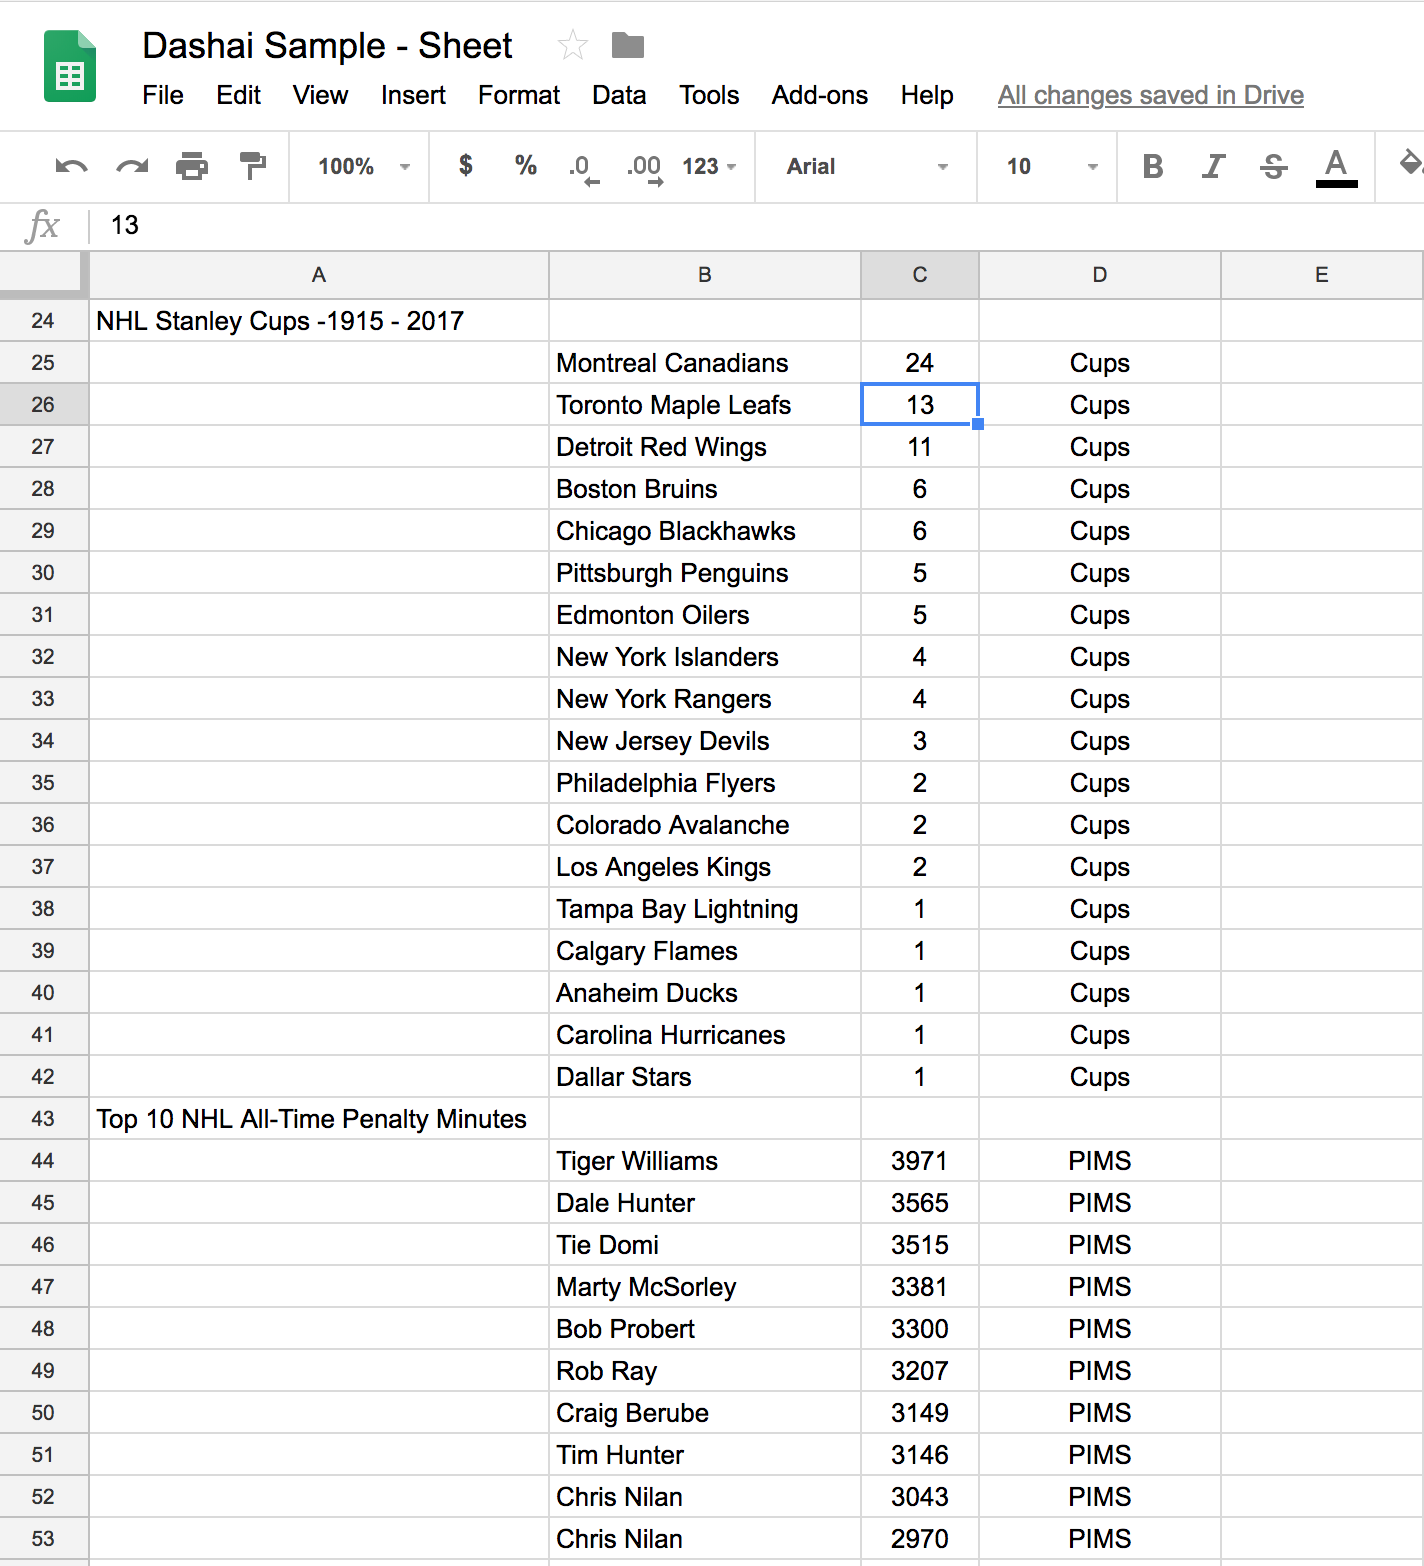 Dashai Sample - Sheet
File Edit View Insert Format Data Tools Add-ons Help All changes saved in Drive
100% $ % .0 .00 123 Arial 10 B I S A
fx 13
A B C D E
24 NHL Stanley Cups -1915 - 2017
25 Montreal Canadians 24 Cups
26 Toronto Maple Leafs 13 Cups
27 Detroit Red Wings 11 Cups
28 Boston Bruins 6 Cups
29 Chicago Blackhawks 6 Cups
30 Pittsburgh Penguins 5 Cups
31 Edmonton Oilers 5 Cups
32 New York Islanders 4 Cups
33 New York Rangers 4 Cups
34 New Jersey Devils 3 Cups
35 Philadelphia Flyers 2 Cups
36 Colorado Avalanche 2 Cups
37 Los Angeles Kings 2 Cups
38 Tampa Bay Lightning 1 Cups
39 Calgary Flames 1 Cups
40 Anaheim Ducks 1 Cups
41 Carolina Hurricanes 1 Cups
42 Dallar Stars 1 Cups
43 Top 10 NHL All-Time Penalty Minutes
44 Tiger Williams 3971 PIMS
45 Dale Hunter 3565 PIMS
46 Tie Domi 3515 PIMS
47 Marty McSorley 3381 PIMS
48 Bob Probert 3300 PIMS
49 Rob Ray 3207 PIMS
50 Craig Berube 3149 PIMS
51 Tim Hunter 3146 PIMS
52 Chris Nilan 3043 PIMS
53 Chris Nilan 2970 PIMS